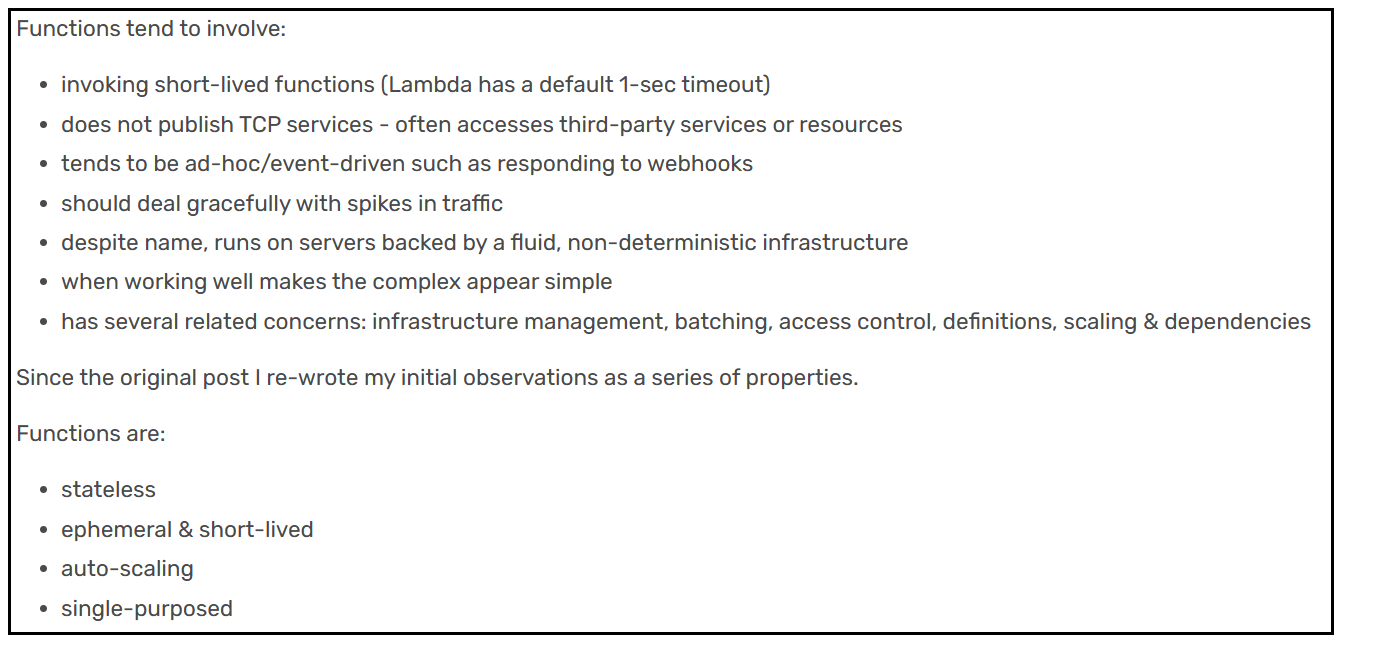 Functions tend to involve:
• invoking short-lived functions (Lambda has a default 1-sec timeout)
• does not publish TCP services - often accesses third-party services or resources
• tends to be ad-hoc/event-driven such as responding to webhooks
• should deal gracefully with spikes in traffic
• despite name, runs on servers backed by a fluid, non-deterministic infrastructure
• when working well makes the complex appear simple
• has several related concerns: infrastructure management, batching, access control, definitions, scaling & dependencies
Since the original post I re-wrote my initial observations as a series of properties.
Functions are:
• stateless
• ephemeral & short-lived
• auto-scaling
• single-purposed